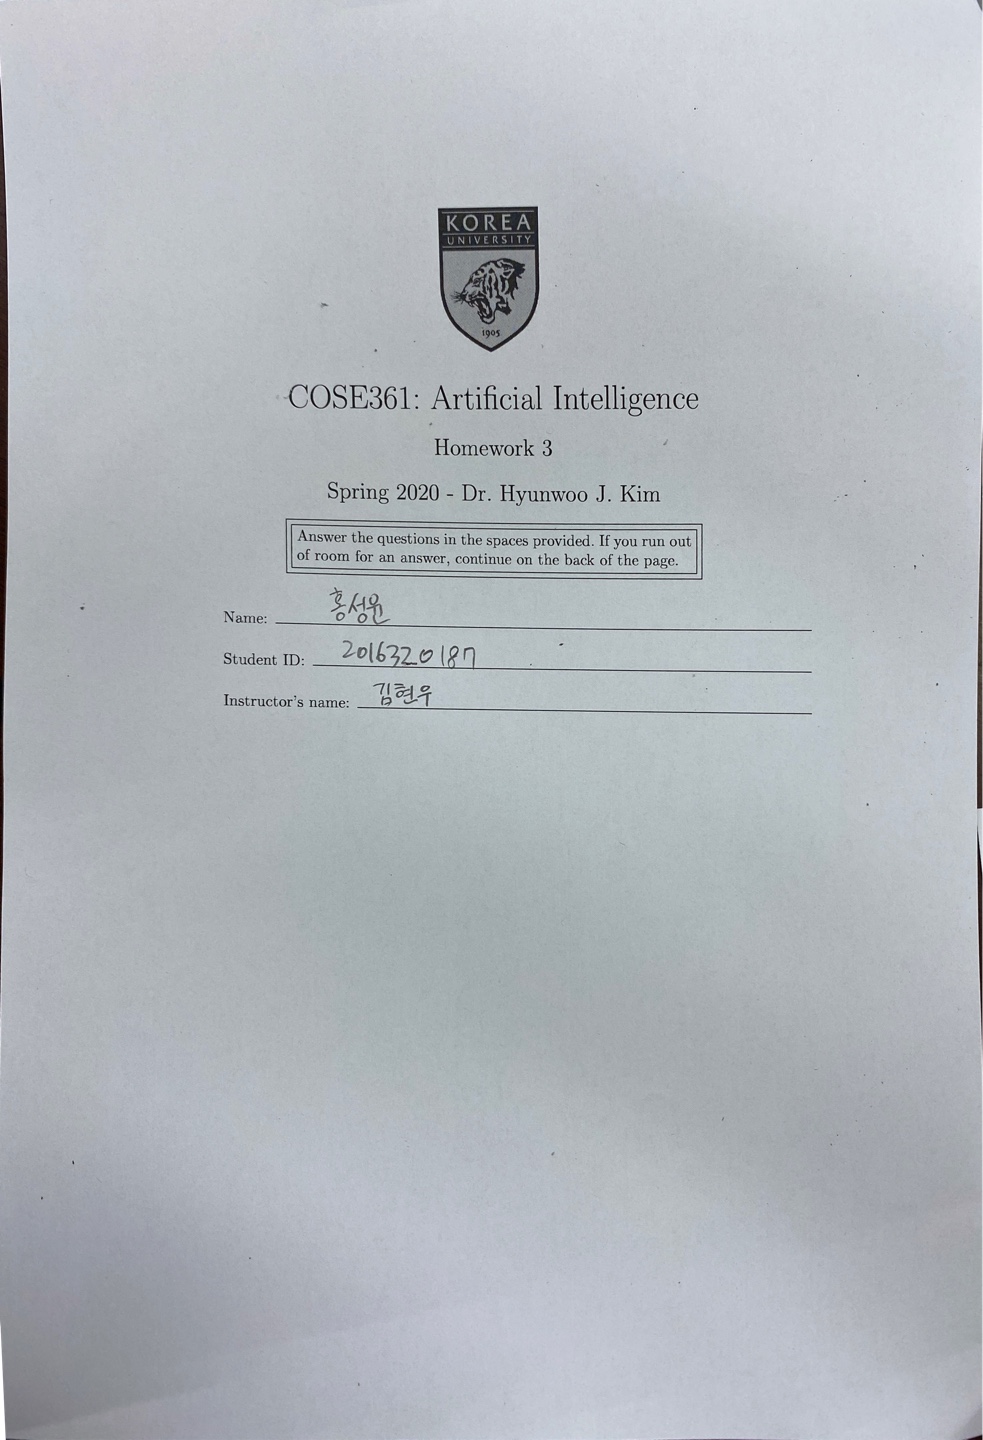 KOREA
UNIVERSITY
1905
COSE361: Artificial Intelligence
Homework 3
Spring 2020 - Dr. Hyunwoo J. Kim
Answer the questions in the spaces provided. If you run out
of room for an answer, continue on the back of the page.
Name: 홍성윤
Student ID: 2016320187
Instructor's name: 김현우